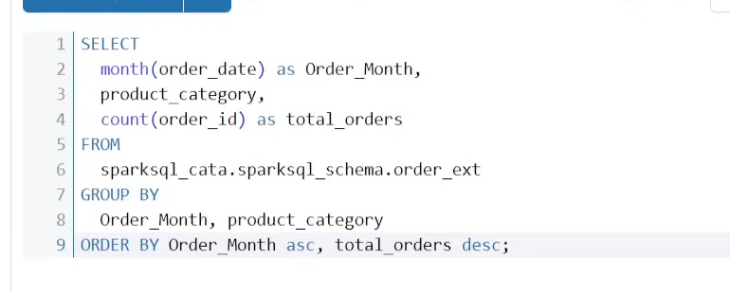 1 SELECT
2 month(order_date) as Order_Month,
3 product_category,
4 count(order_id) as total_orders
5 FROM
6 sparksql_cata.sparksql_schema.order_ext
7 GROUP BY
8 Order_Month, product_category
9 ORDER BY Order_Month asc, total_orders desc;